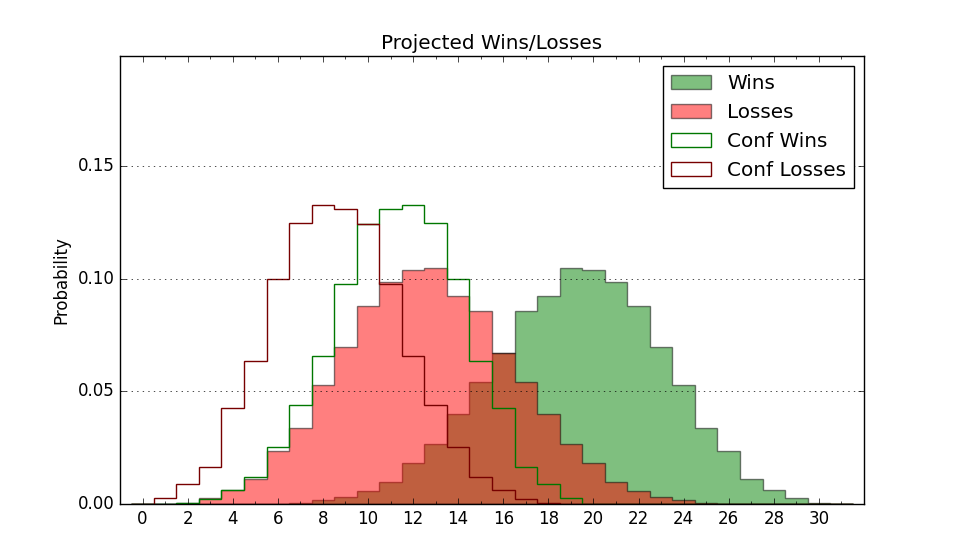 Projected Wins/Losses
Wins
Losses
Conf Wins
Conf Losses
Probability
0.15
0.10
0.05
0.00
0 2 4 6 8 10 12 14 16 18 20 22 24 26 28 30